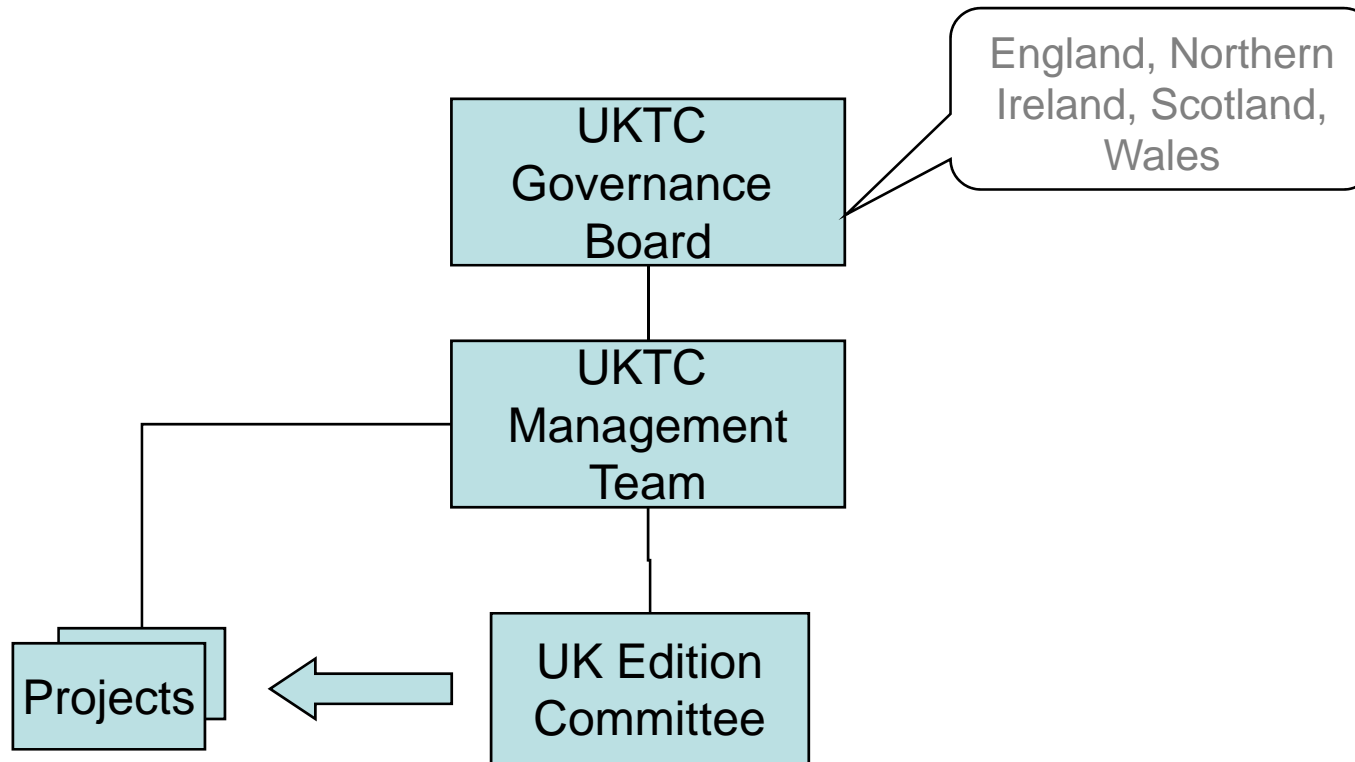 England, Northern
Ireland, Scotland,
Wales
UKTC
Governance
Board
UKTC
Management
Team
Projects
UK Edition
Committee